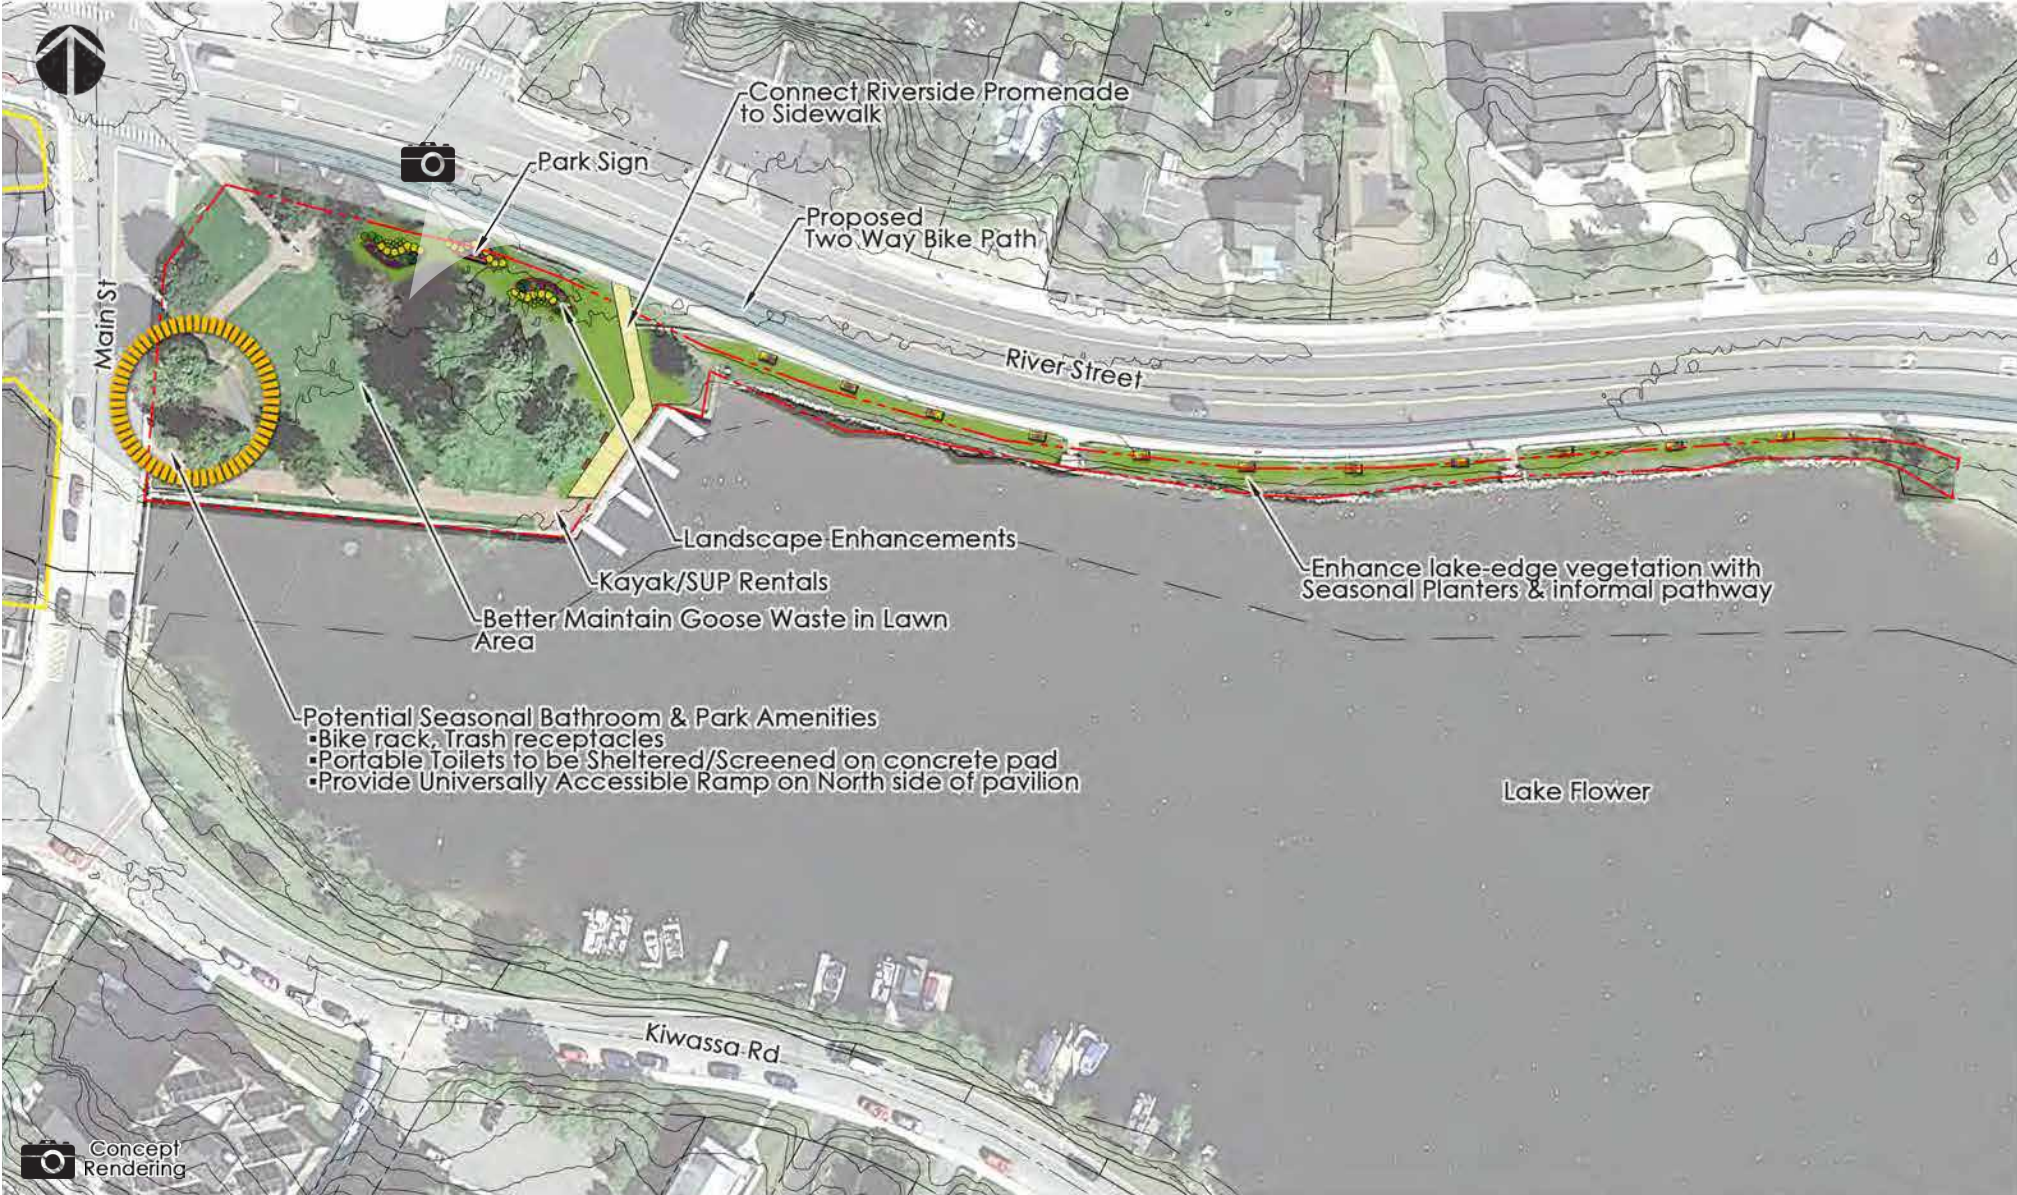 Connect Riverside Promenade
to Sidewalk
Park Sign
Proposed
Two Way Bike Path
Main St
River Street
Landscape Enhancements
Kayak/SUP Rentals
Better Maintain Goose Waste in Lawn
Area
Enhance lake-edge vegetation with
Seasonal Planters & informal pathway
Potential Seasonal Bathroom & Park Amenities
▪Bike rack, Trash receptacles
▪Portable Toilets to be Sheltered/Screened on concrete pad
▪Provide Universally Accessible Ramp on North side of pavilion
Lake Flower
Kiwassa Rd
Concept
Rendering